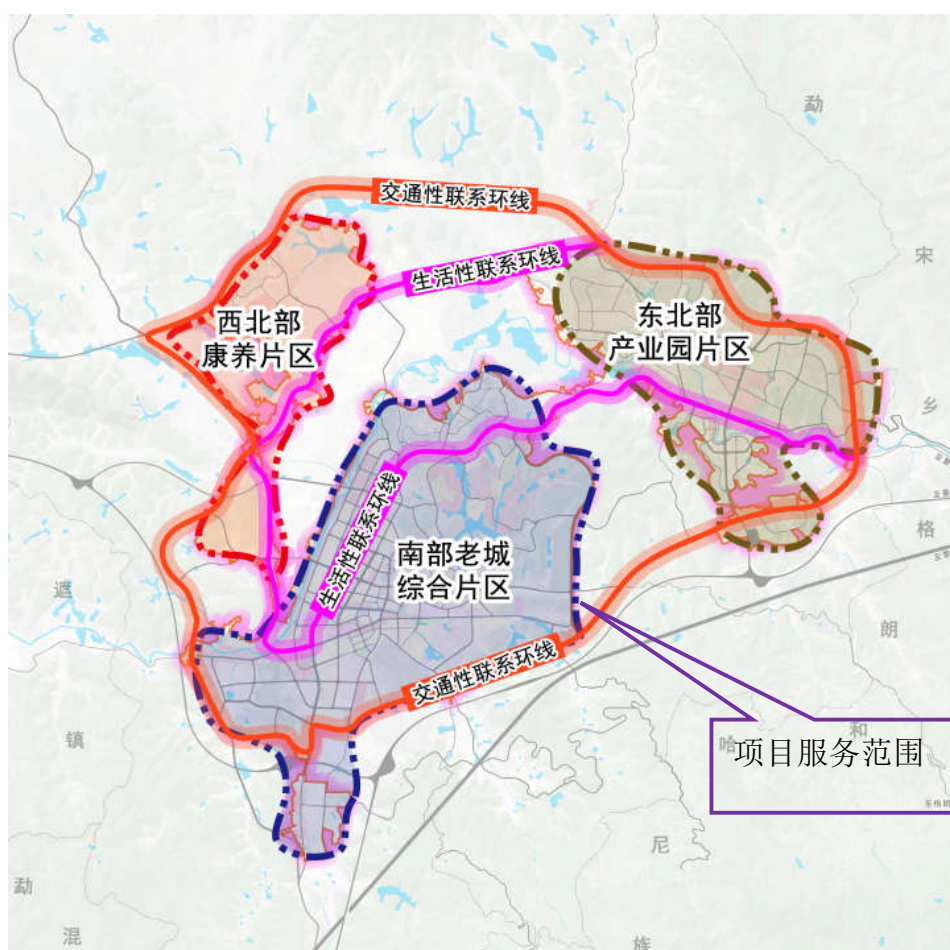 勐
交通性联系环线
宋
生活性联系环线
西北部
康养片区
东北部
产业园片区
乡
生活性联系环线
南部老城
综合片区
格
遮
朗
交通性联系环线
镇
项目服务范围
哈
和
尼
勐
混
族